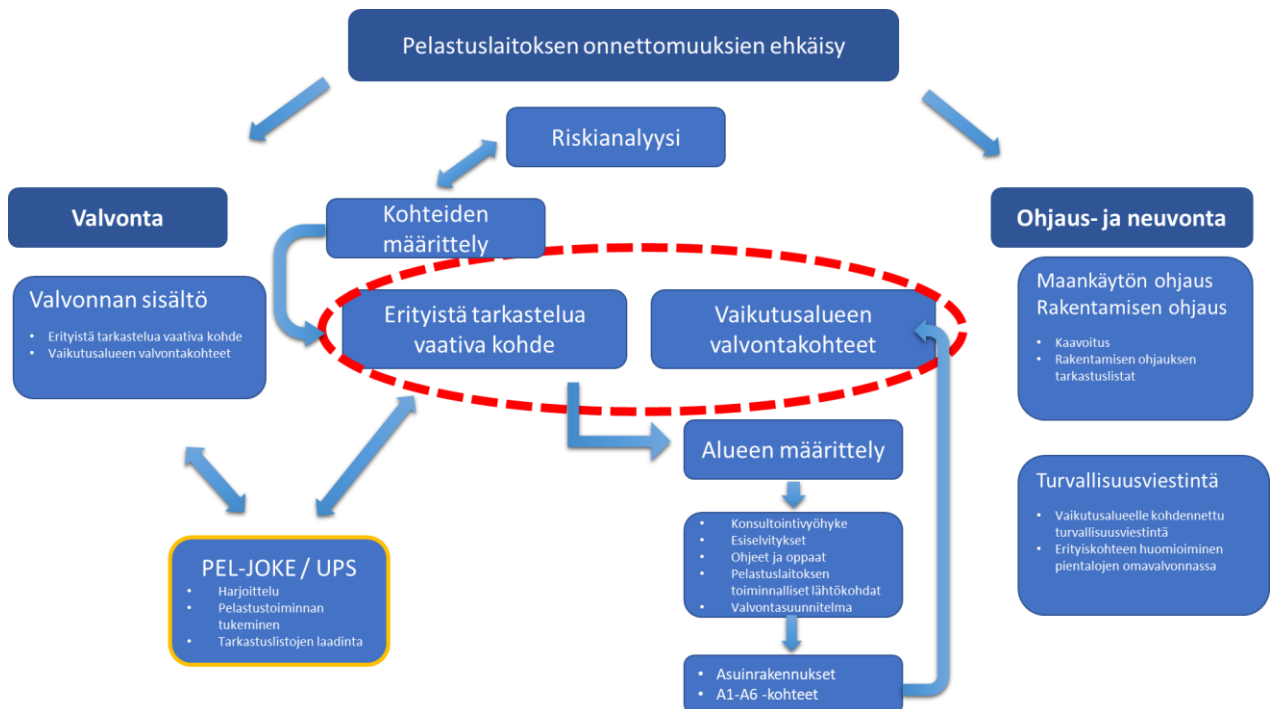 Pelastuslaitoksen onnettomuuksien ehkäisy
Riskianalyysi
Valvonta
Kohteiden
määrittely
Ohjaus- ja neuvonta
Valvonnan sisältö
• Erityistä tarkastelua vaativa kohde
• Vaikutusalueen valvontakohteet
Erityistä tarkastelua
vaativa kohde
Vaikutusalueen
valvontakohteet
Maankäytön ohjaus
Rakentamisen ohjaus
• Kaavoitus
• Rakentamisen ohjauksen
tarkastuslistat
Alueen määrittely
• Konsultointivyöhyke
• Esiselvitykset
• Ohjeet ja oppaat
• Pelastuslaitoksen
toiminnalliset lähtökohdat
• Valvontasuunnitelma
Turvallisuusviestintä
• Vaikutusalueelle kohdennettu
turvallisuusviestintä
• Erityiskohteen huomioiminen
pientalojen omavalvonnassa
PEL-JOKE / UPS
• Harjoittelu
• Pelastustoiminnan
tukeminen
• Tarkastuslistojen laadinta
• Asuinrakennukset
• A1-A6 -kohteet